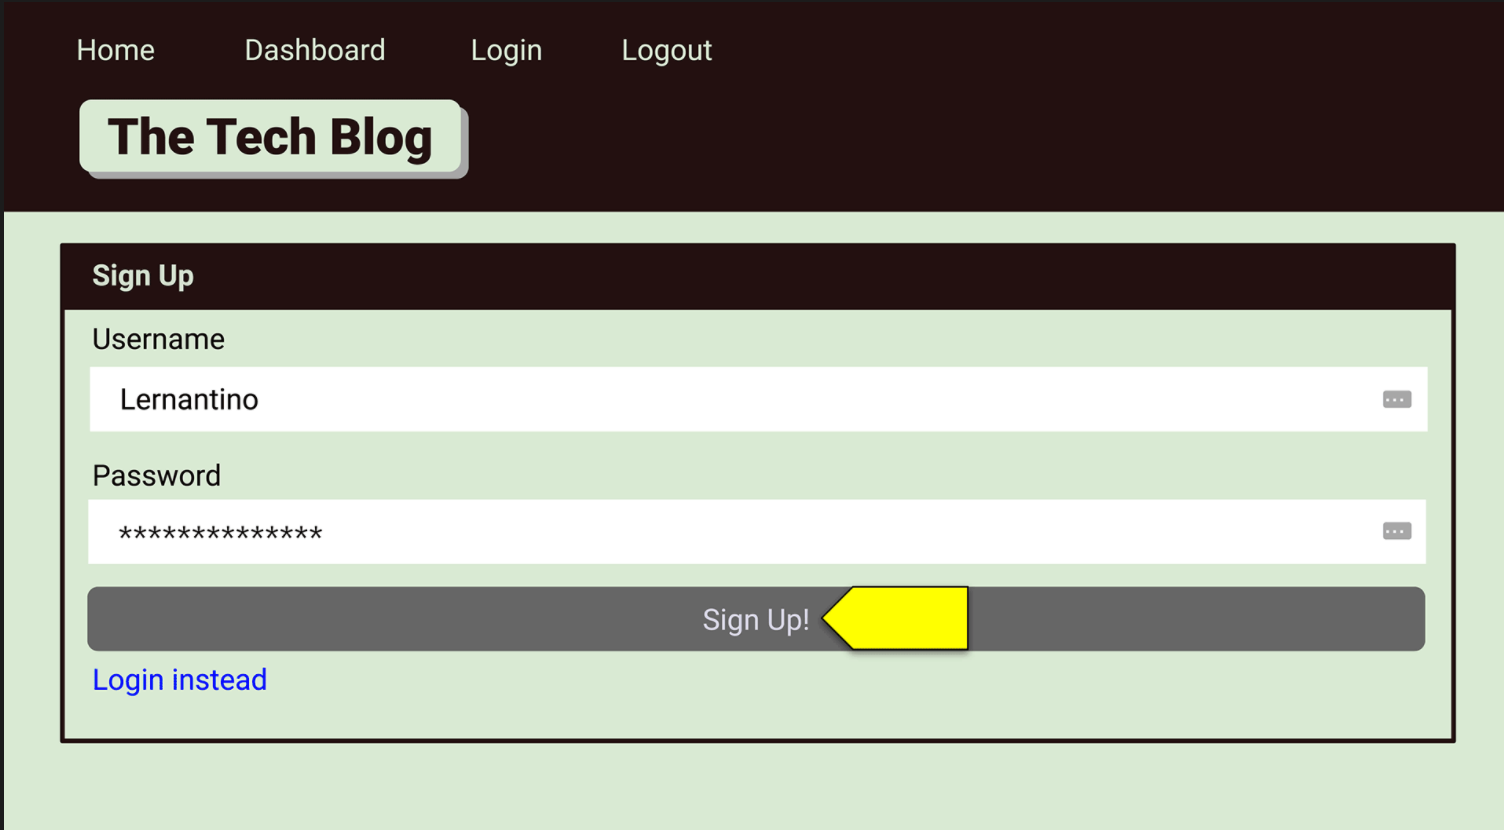 Home Dashboard Login Logout
The Tech Blog
Sign Up
Username
Lernantino
Password
**************
Sign Up!
Login instead